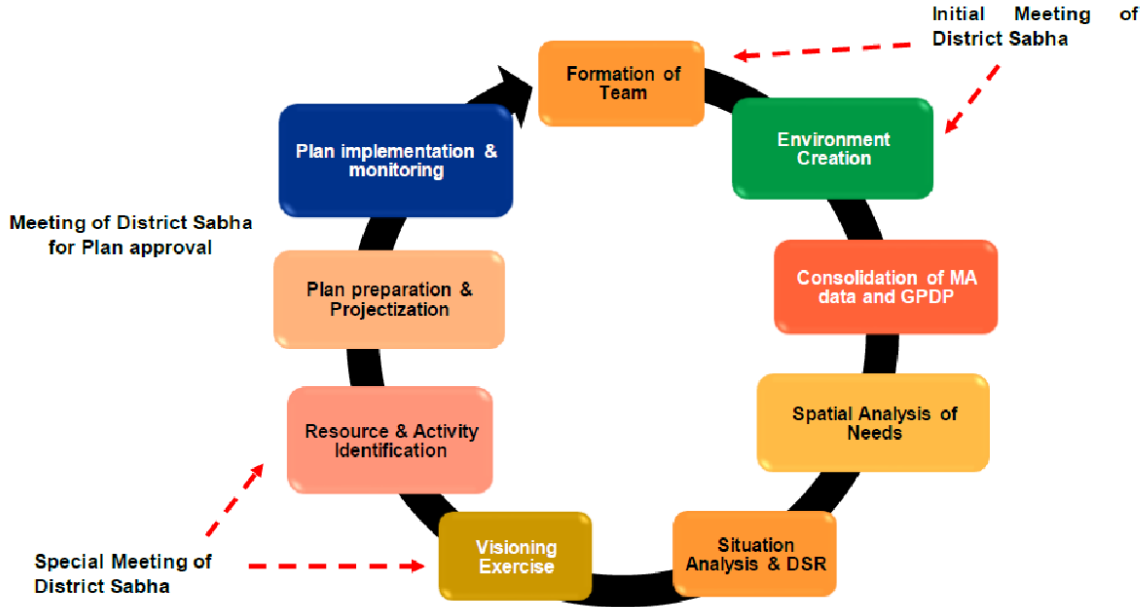 Initial Meeting of
District Sabha
Formation of
Team
Environment
Creation
Consolidation of MA
data and GPDP
Spatial Analysis of
Needs
Situation
Analysis & DSR
Visioning
Exercise
Special Meeting of
District Sabha
Resource & Activity
Identification
Plan preparation &
Projectization
Meeting of District Sabha
for Plan approval
Plan implementation &
monitoring